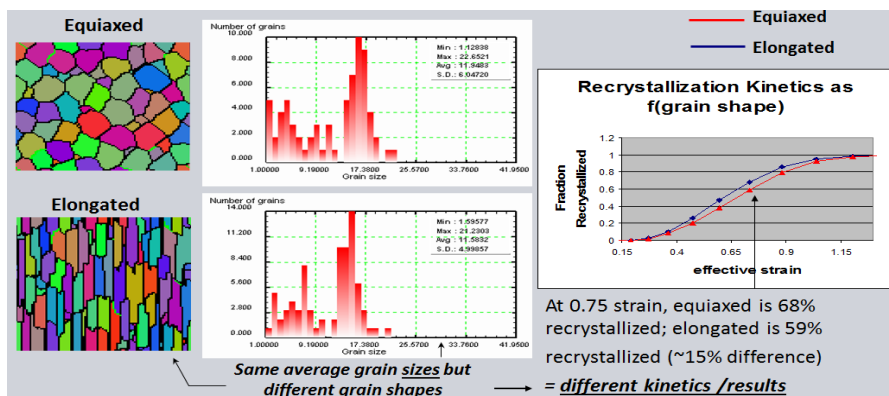 Equiaxed
Elongated
Number of grains
10.000
8.000
6.000
4.000
2.000
0.000
Min : 1.12838
Max : 22.6521
Avg : 11.9483
S.D.: 6.04720
1.00000 9.19000 17.3800 25.5700 33.7600 41.9500
Grain size
Number of grains
14.000
11.200
8.400
5.600
2.800
0.000
Min : 1.59577
Max : 21.2303
Avg : 11.5832
S.D.: 4.99857
1.00000 9.19000 17.3800 25.5700 33.7600 41.9500
Grain size
Same average grain sizes but
different grain shapes
Equiaxed
Elongated
Recrystallization Kinetics as
f(grain shape)
Fraction
Recrystallized
1.2
1
0.8
0.6
0.4
0.2
0
0.15 0.4 0.65 0.9 1.15
effective strain
At 0.75 strain, equiaxed is 68%
recrystallized; elongated is 59%
recrystallized (~15% difference)
= different kinetics /results